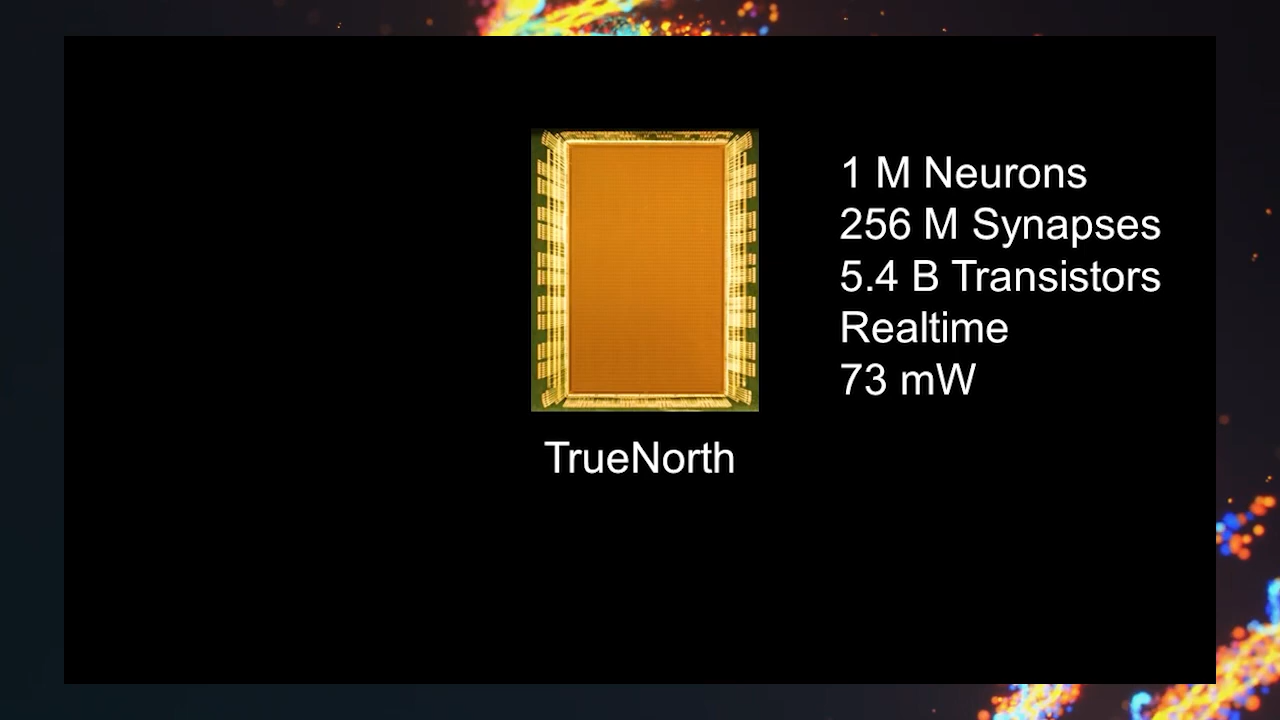 1 M Neurons
256 M Synapses
5.4 B Transistors
Realtime
73 mW
TrueNorth